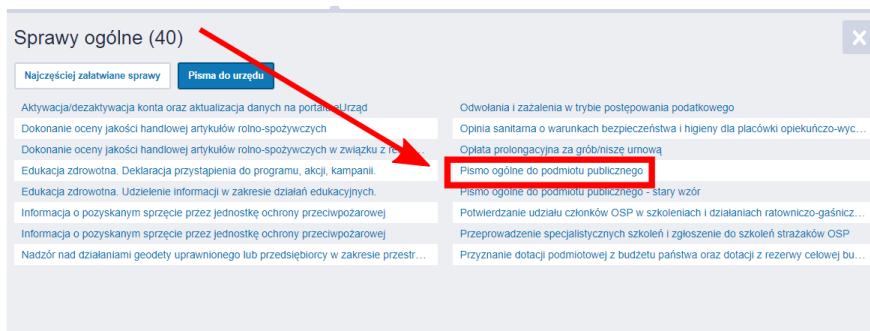 Sprawy ogólne (40)
Najczęściej załatwiane sprawy
Pisma do urzędu
Aktywacja/dezaktywacja konta oraz aktualizacja danych na portalu eUrząd
Dokonanie oceny jakości handlowej artykułów rolno-spożywczych
Dokonanie oceny jakości handlowej artykułów rolno-spożywczych w związku z
Edukacja zdrowotna. Deklaracja przystąpienia do programu, akcji, kampanii.
Edukacja zdrowotna. Udzielenie informacji w zakresie działań edukacyjnych.
Informacja o pozyskanym sprzęcie przez jednostkę ochrony przeciwpożarowej
Informacja o pozyskanym sprzęcie przez jednostkę ochrony przeciwpożarowej
Nadzór nad działaniami geodety uprawnionego lub przedsiębiorcy w zakresie przestr...
Odwołania i zażalenia w trybie postępowania podatkowego
Opinia sanitarna o warunkach bezpieczeństwa i higieny dla placówki opiekuńczo-wyc...
Opłata prolongacyjna za grób/niszę urnową
Pismo ogólne do podmiotu publicznego
Pismo ogólne do podmiotu publicznego - stary wzór
Potwierdzanie udziału członków OSP w szkoleniach i działaniach ratowniczo-gaśnicz...
Przeprowadzenie specjalistycznych szkoleń i zgłoszenie do szkoleń strażaków OSP
Przyznanie dotacji podmiotowej z budżetu państwa oraz dotacji z rezerwy celowej bu...